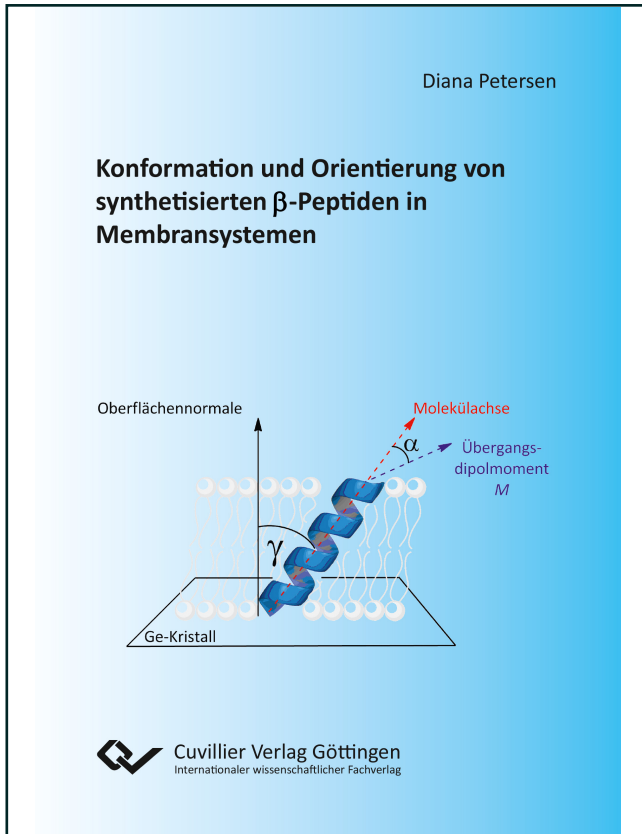 Diana Petersen
Konformation und Orientierung von
synthetisierten β-Peptiden in
Membransystemen
Oberflächennormale
Molekülachse
α
Übergangs-
dipolmoment
M
γ
Ge-Kristall
Cuvillier Verlag Göttingen
Internationaler wissenschaftlicher Fachverlag